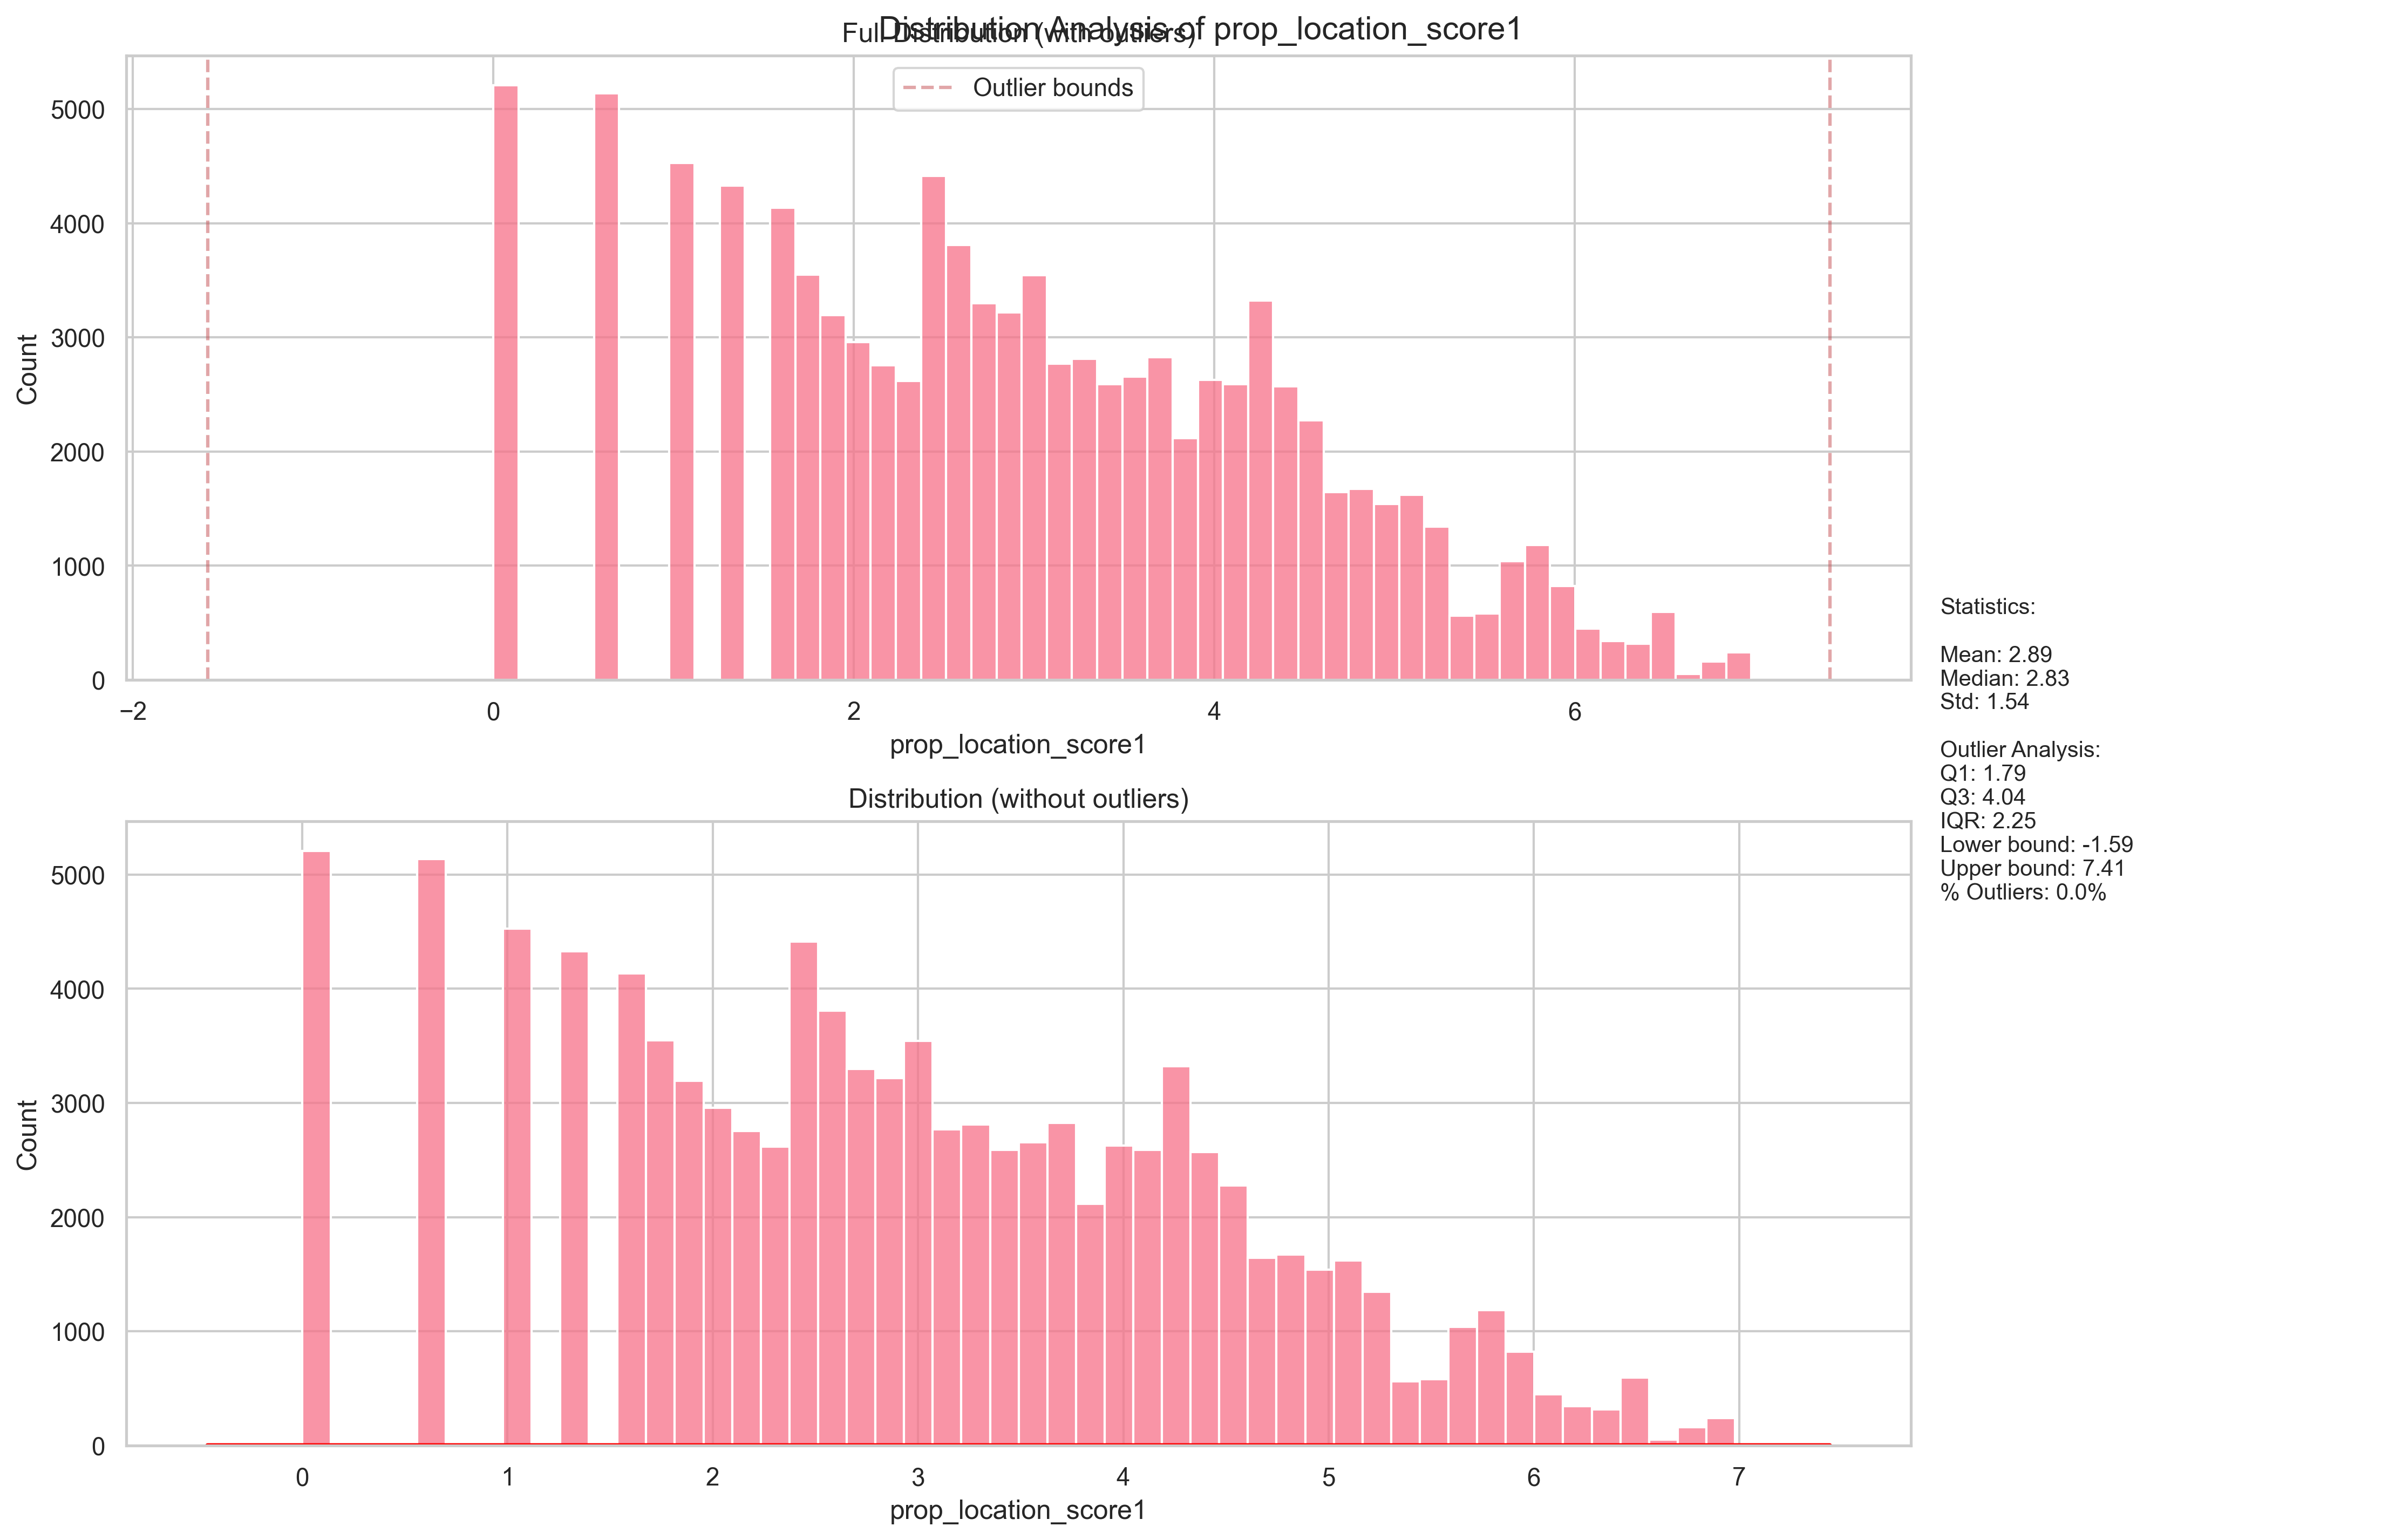 Distribution Analysis of prop_location_score1
Full Distribution (with outliers)
Outlier bounds
5000
4000
3000
2000
1000
0
Count
−2
0
2
4
6
prop_location_score1
Statistics:
Mean: 2.89
Median: 2.83
Std: 1.54
Outlier Analysis:
Q1: 1.79
Q3: 4.04
IQR: 2.25
Lower bound: -1.59
Upper bound: 7.41
% Outliers: 0.0%
Distribution (without outliers)
5000
4000
3000
2000
1000
0
Count
0
1
2
3
4
5
6
7
prop_location_score1